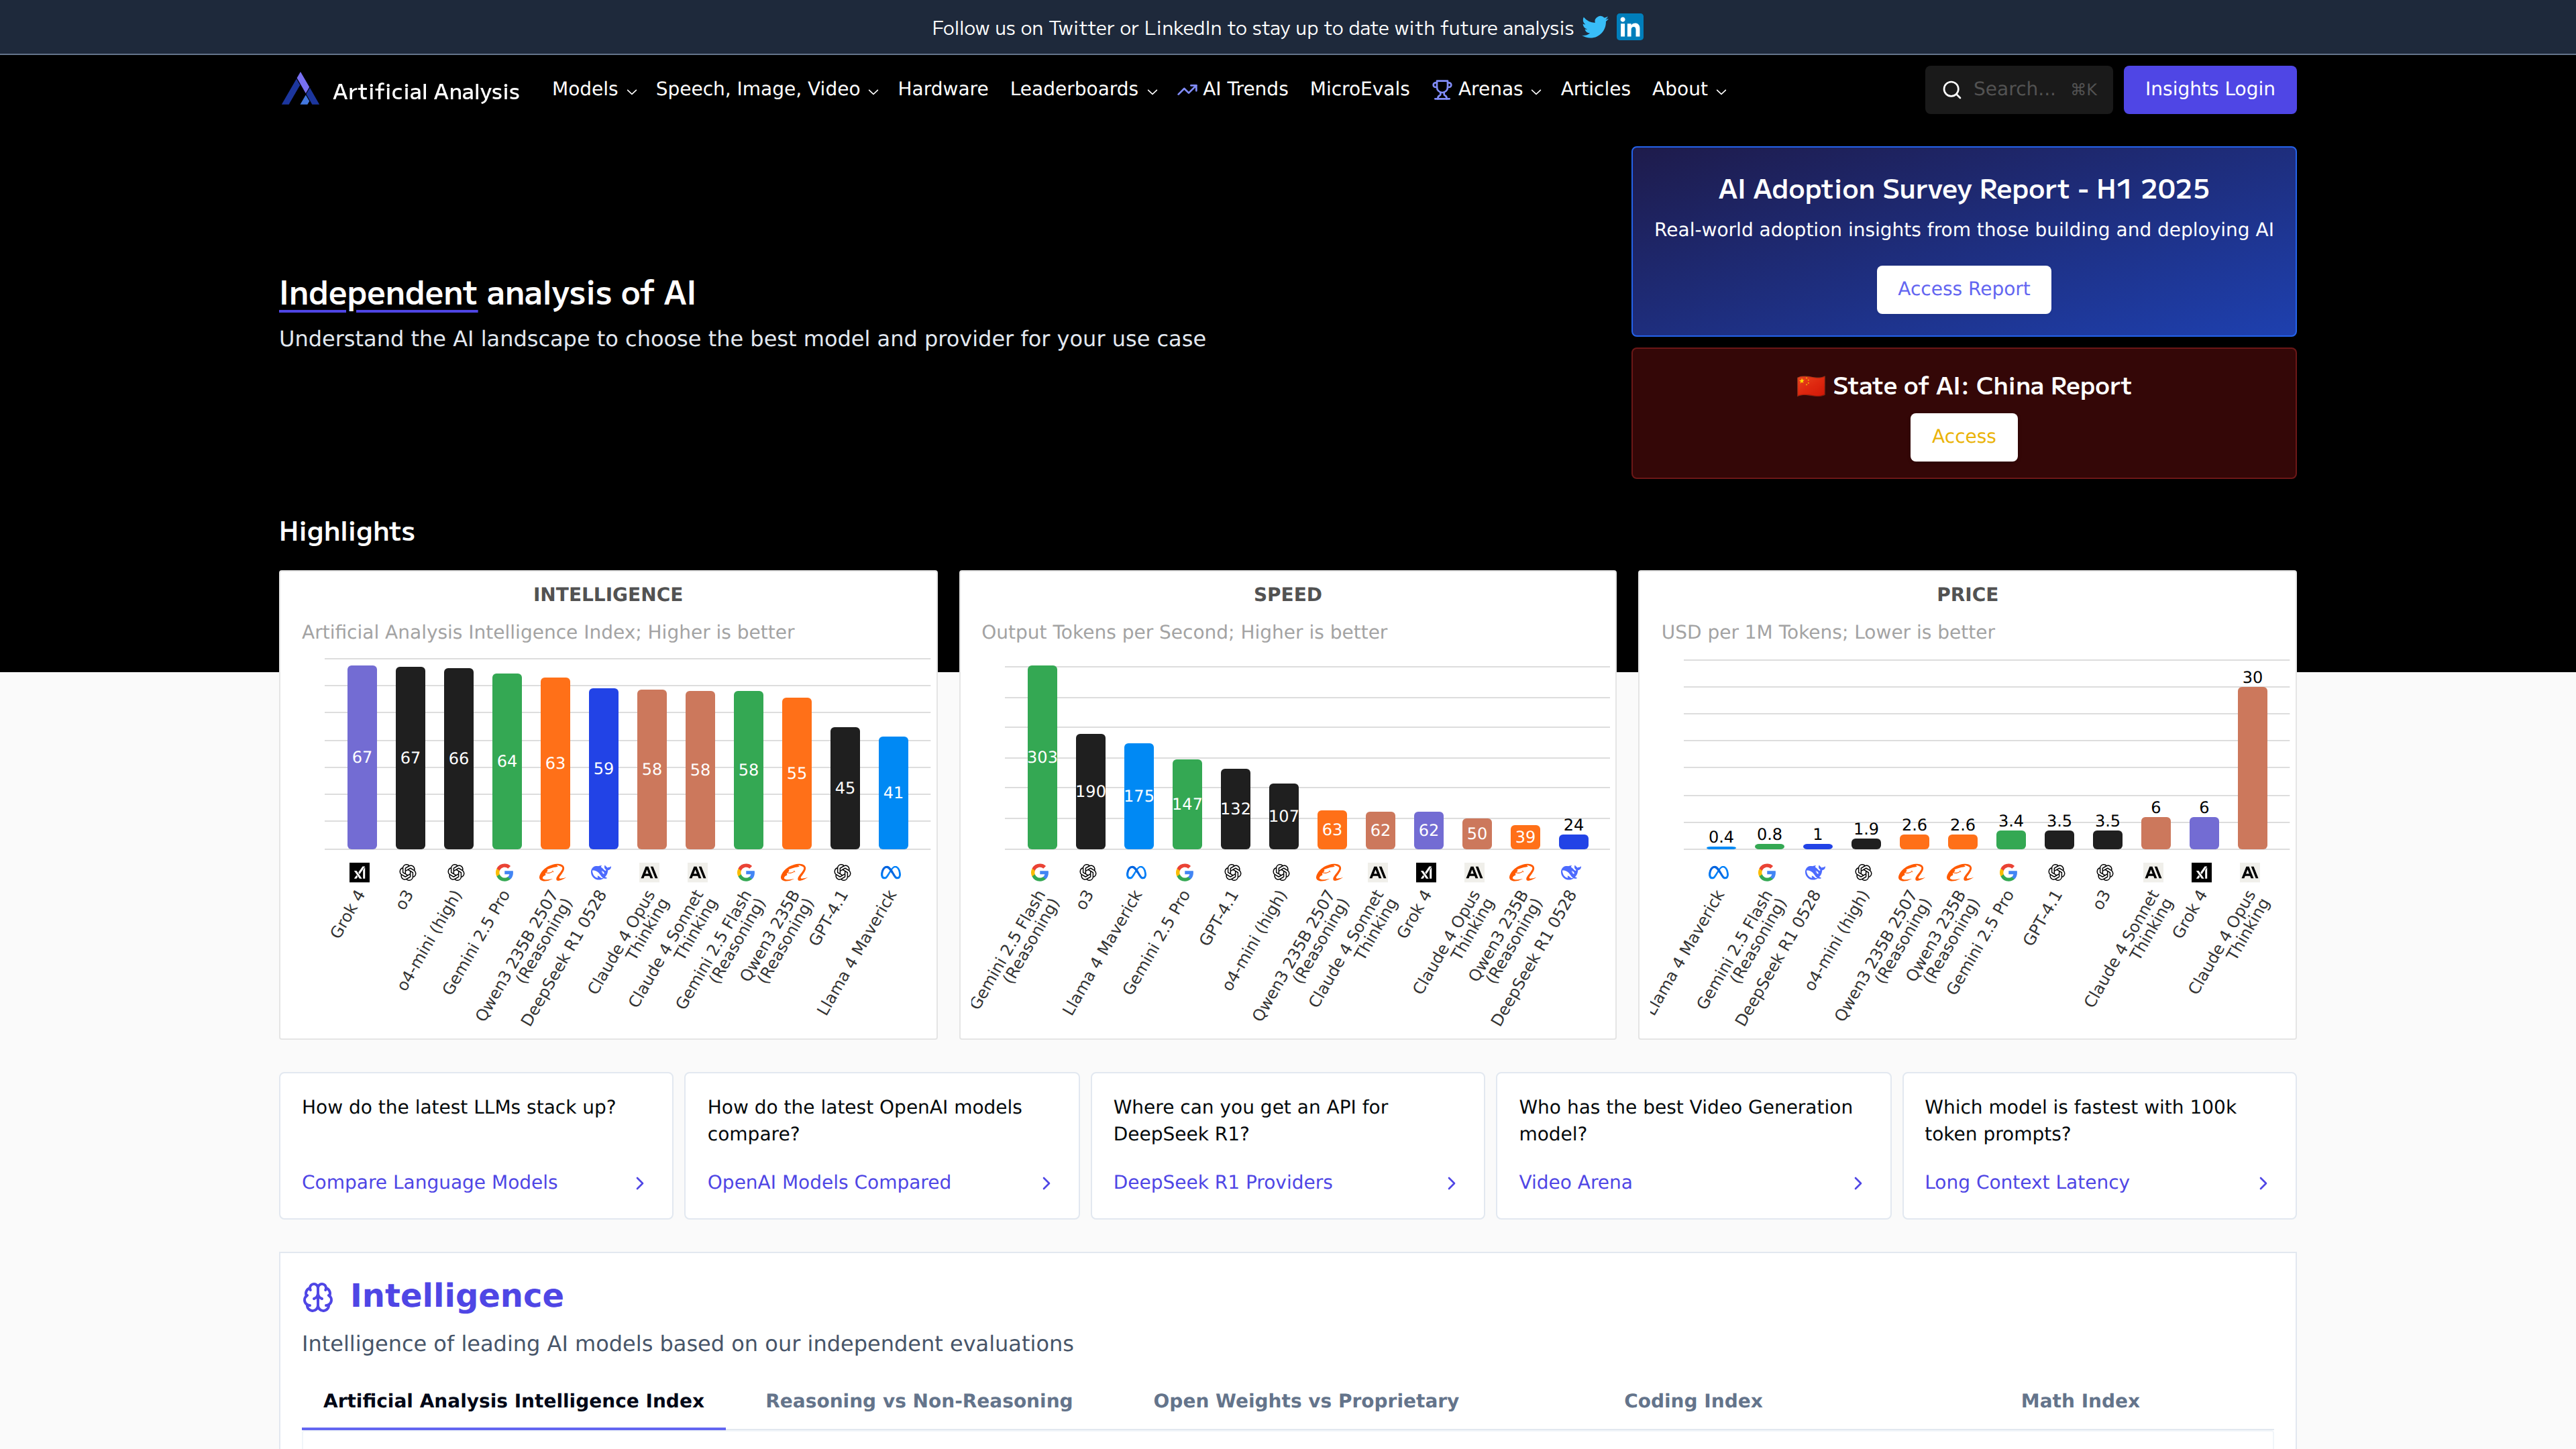 Follow us on Twitter or LinkedIn to stay up to date with future analysis
Artificial Analysis
Models
Speech, Image, Video
Hardware
Leaderboards
AI Trends
MicroEvals
Arenas
Articles
About
Search... ⌘K
Insights Login
AI Adoption Survey Report - H1 2025
Real-world adoption insights from those building and deploying AI
Access Report
Independent analysis of AI
Understand the AI landscape to choose the best model and provider for your use case
State of AI: China Report
Access
Highlights
INTELLIGENCE
Artificial Analysis Intelligence Index; Higher is better
67 67 66 64 63 59 58 58 58 55 45 41
Grok 4
o3
o4-mini (high)
Gemini 2.5 Pro
Qwen3 235B 2507
(Reasoning)
DeepSeek R1 0528
Claude 4 Opus
Thinking
Claude 4 Sonnet
Thinking
Gemini 2.5 Flash
(Reasoning)
Qwen3 235B
(Reasoning)
GPT-4.1
Llama 4 Maverick
SPEED
Output Tokens per Second; Higher is better
303 190 175 147 132 107 63 62 62 50 39 24
Gemini 2.5 Flash
(Reasoning)
o3
Llama 4 Maverick
Gemini 2.5 Pro
GPT-4.1
o4-mini (high)
Qwen3 235B 2507
(Reasoning)
Claude 4 Sonnet
Thinking
Grok 4
Claude 4 Opus
Thinking
Qwen3 235B
(Reasoning)
DeepSeek R1 0528
PRICE
USD per 1M Tokens; Lower is better
0.4 0.8 1 1.9 2.6 2.6 3.4 3.5 3.5 6 6 30
Llama 4 Maverick
Gemini 2.5 Flash
(Reasoning)
DeepSeek R1 0528
o4-mini (high)
Qwen3 235B 2507
(Reasoning)
Qwen3 235B
(Reasoning)
Gemini 2.5 Pro
GPT-4.1
o3
Claude 4 Sonnet
Thinking
Grok 4
Claude 4 Opus
Thinking
How do the latest LLMs stack up?
Compare Language Models
How do the latest OpenAI models
compare?
OpenAI Models Compared
Where can you get an API for
DeepSeek R1?
DeepSeek R1 Providers
Who has the best Video Generation
model?
Video Arena
Which model is fastest with 100k
token prompts?
Long Context Latency
Intelligence
Intelligence of leading AI models based on our independent evaluations
Artificial Analysis Intelligence Index
Reasoning vs Non-Reasoning
Open Weights vs Proprietary
Coding Index
Math Index